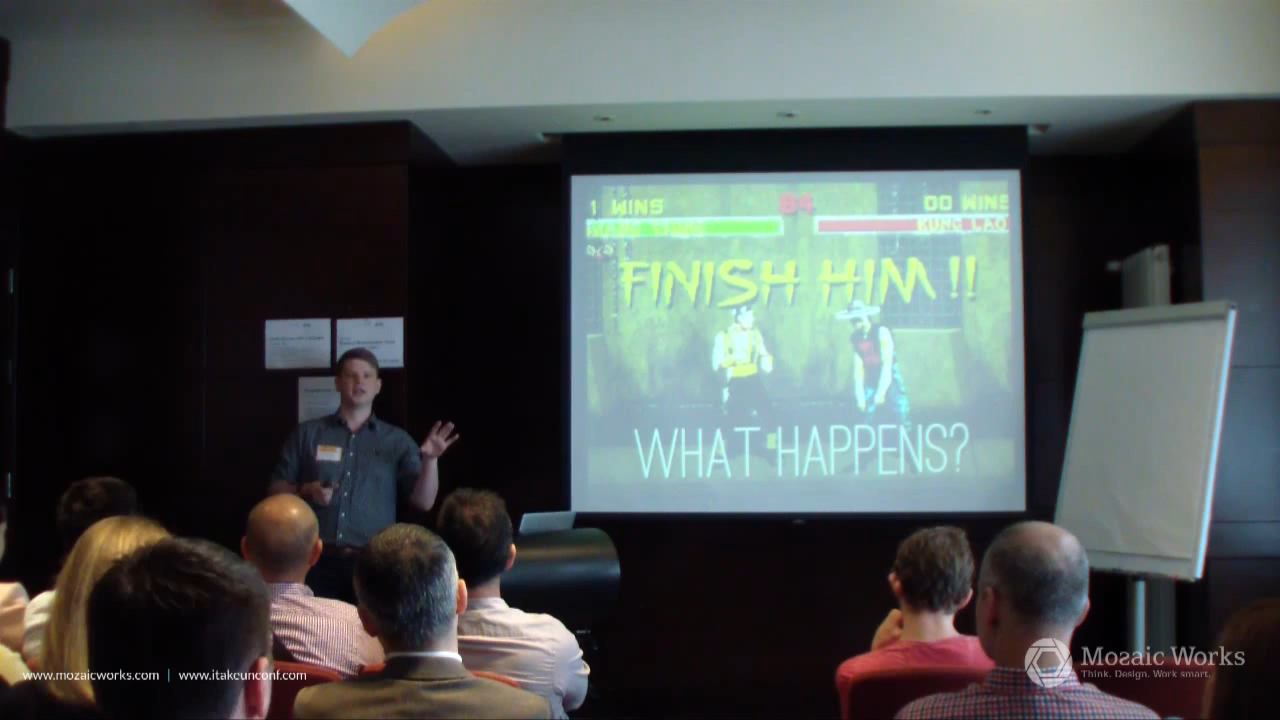 1 WINS
84
00 WINS
KUNG LAO
FINISH HIM !!
WHAT HAPPENS?
www.mozaicworks.com | www.itakeunconf.com
Mozaic Works
Think. Design. Work smart.